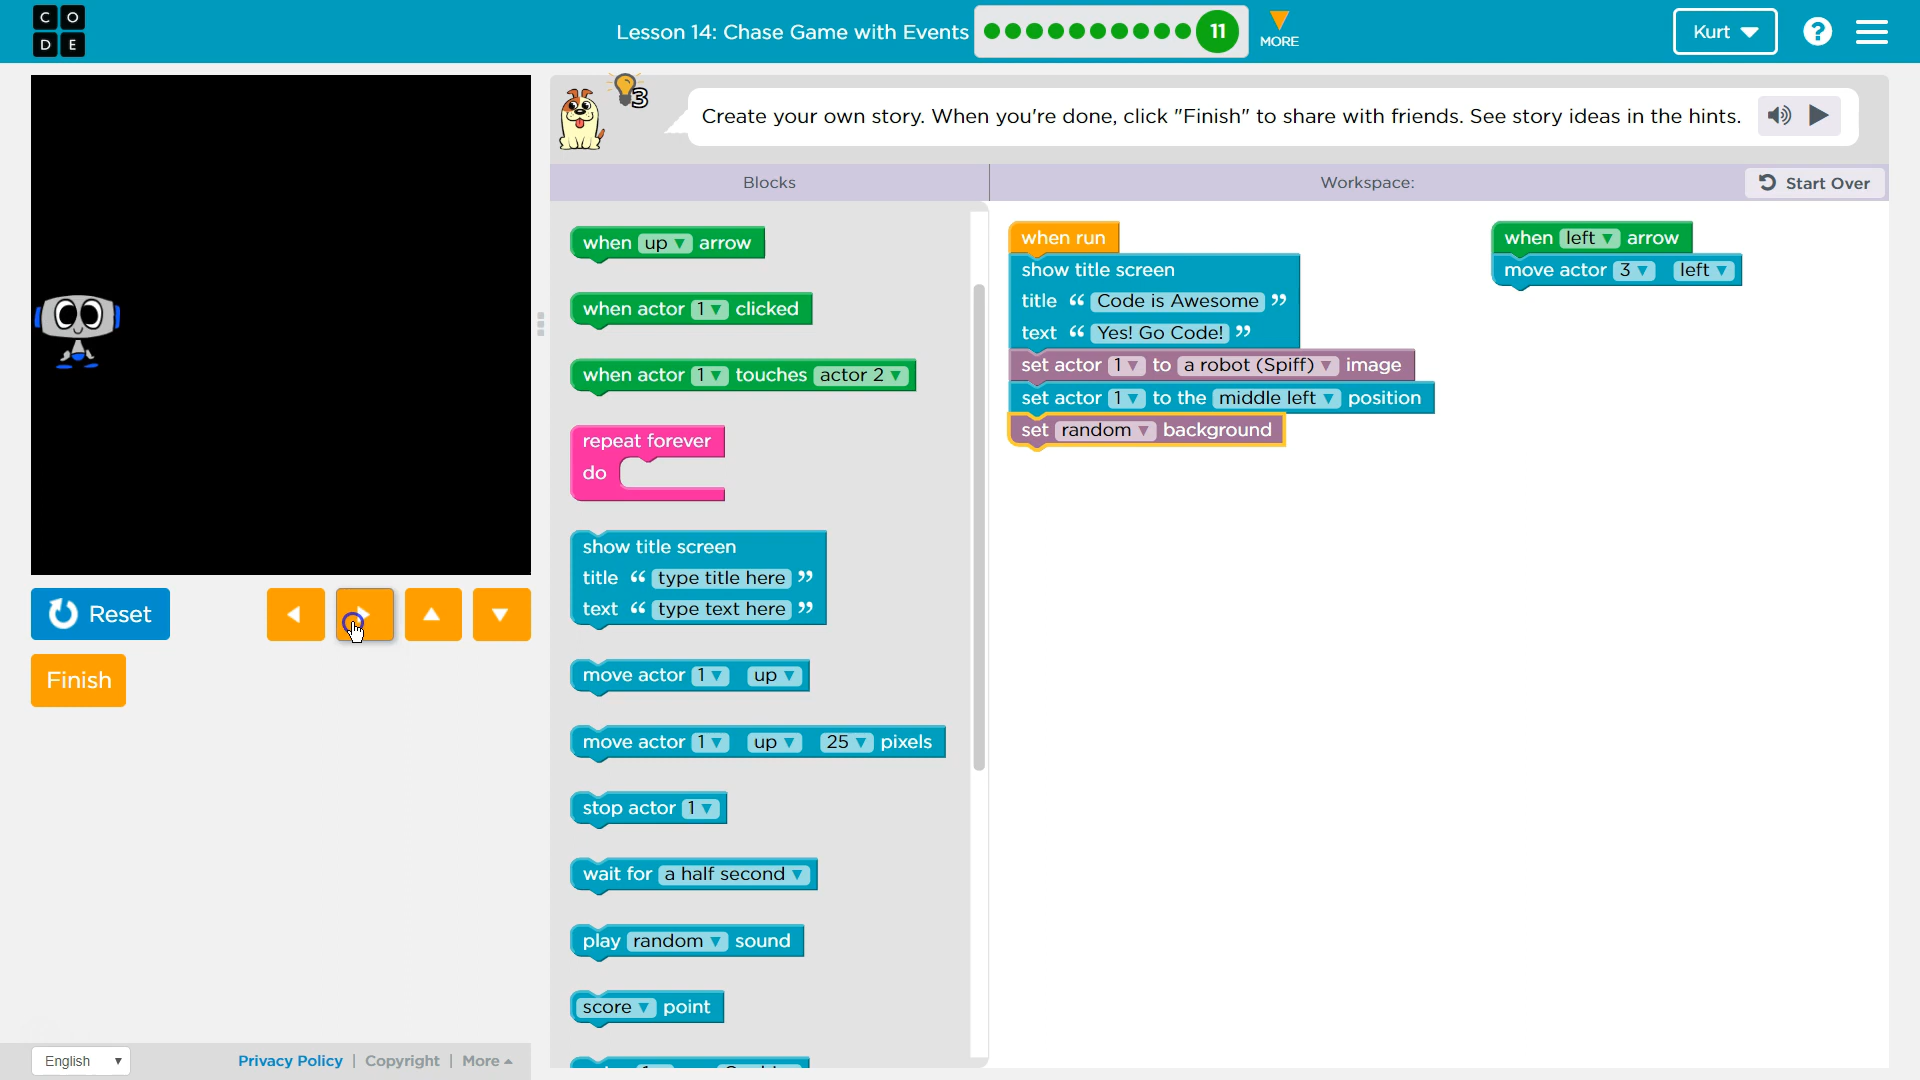 C O
D E
Lesson 14: Chase Game with Events
11
MORE
Kurt
?
3
Create your own story. When you're done, click "Finish" to share with friends. See story ideas in the hints.
Blocks
Workspace:
Start Over
when up ▼ arrow
when actor 1 ▼ clicked
when actor 1 ▼ touches actor 2 ▼
repeat forever
do
show title screen
title “ type title here ”
text “ type text here ”
move actor 1 ▼ up ▼
move actor 1 ▼ up ▼ 25 ▼ pixels
stop actor 1 ▼
wait for a half second ▼
play random ▼ sound
score ▼ point
when run
show title screen
title “ Code is Awesome ”
text “ Yes! Go Code! ”
set actor 1 ▼ to a robot (Spiff) ▼ image
set actor 1 ▼ to the middle left ▼ position
set random ▼ background
when left ▼ arrow
move actor 3 ▼ left ▼
Reset
Finish
English ▼
Privacy Policy | Copyright | More